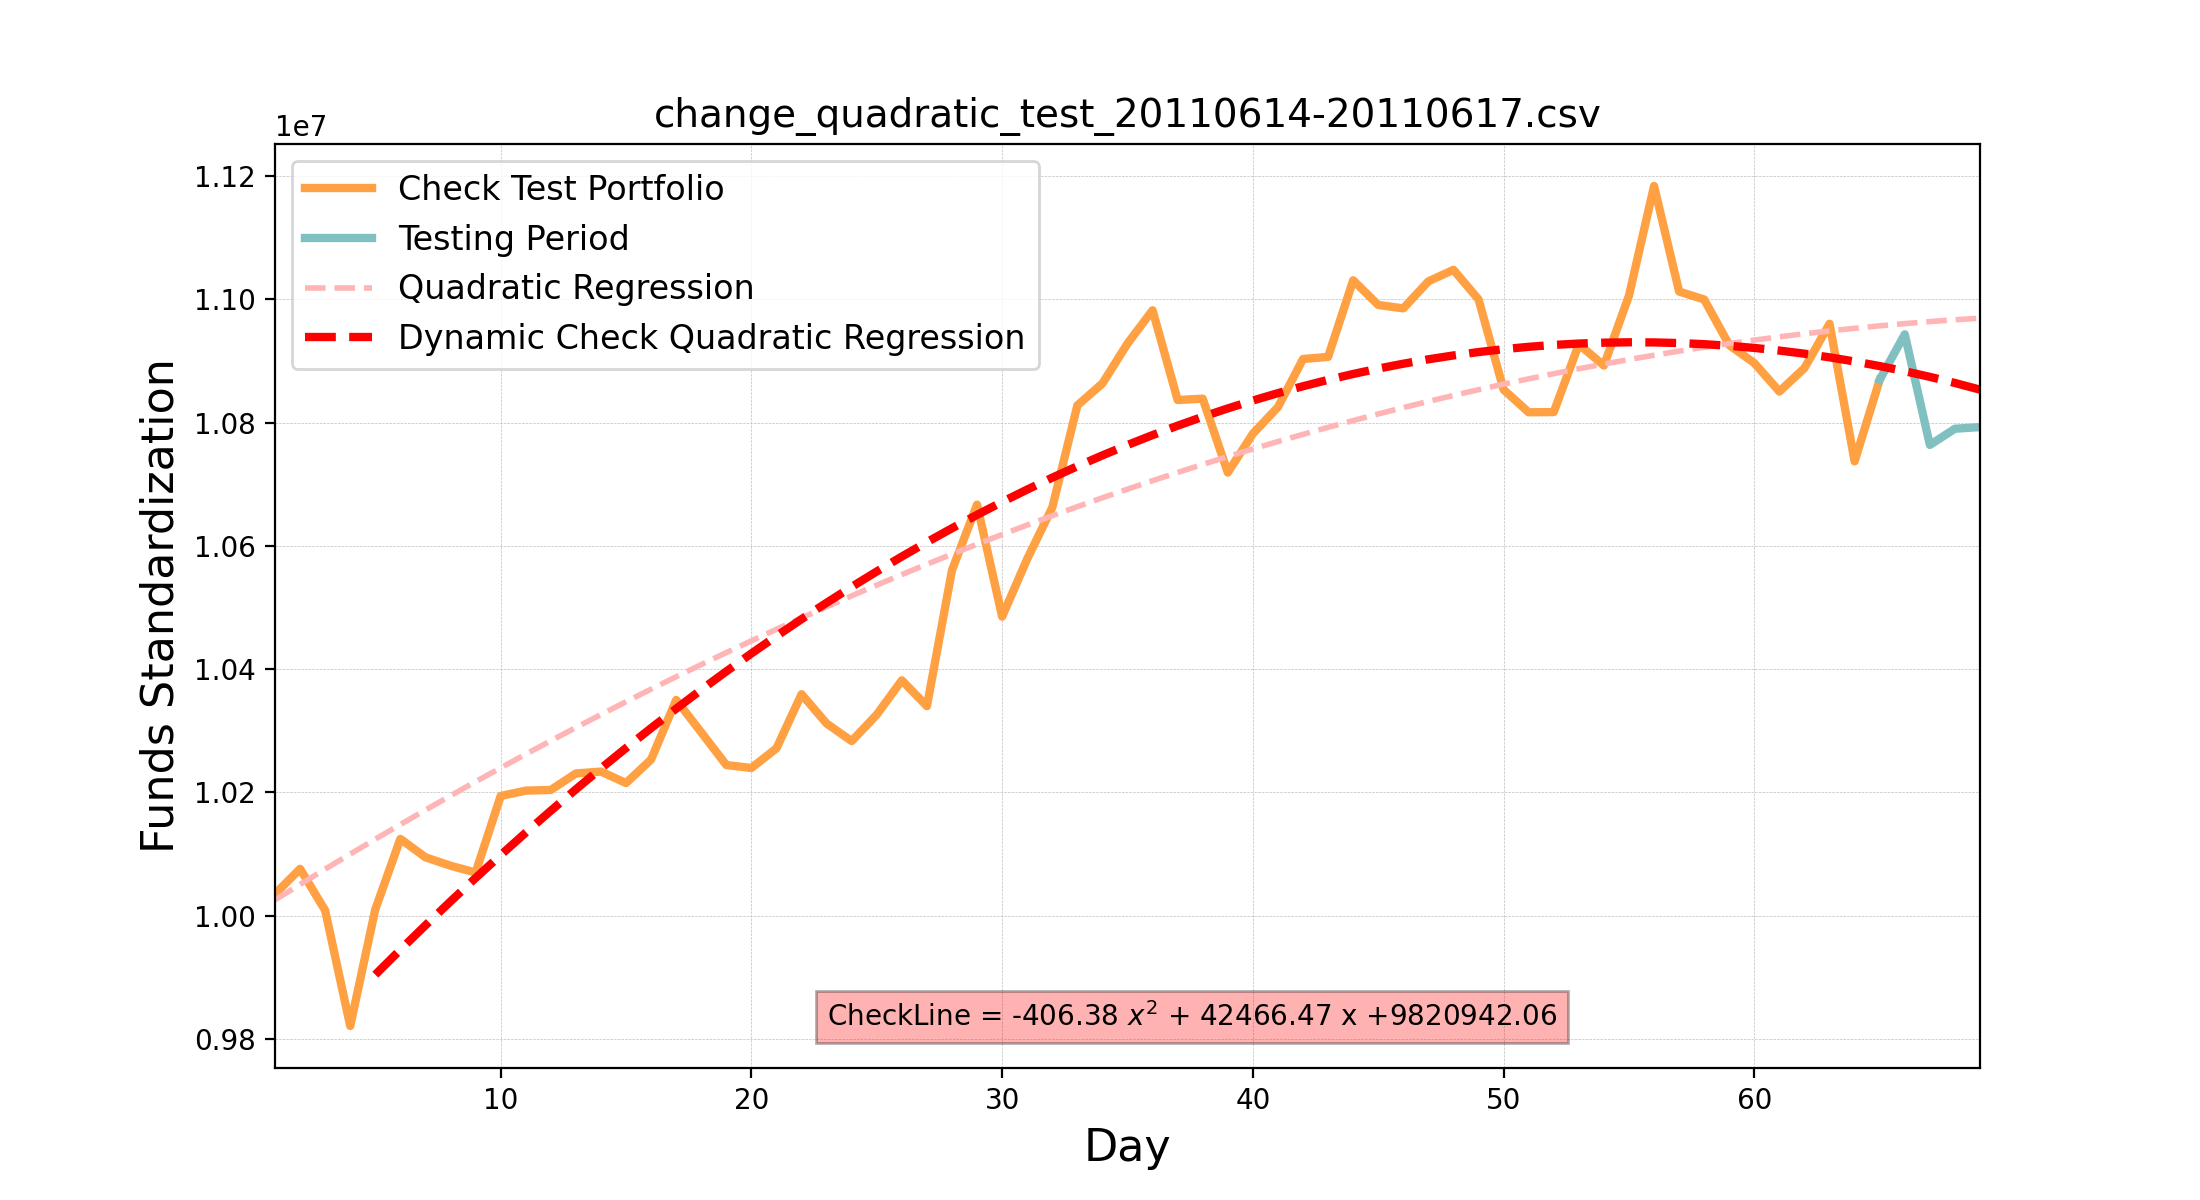 change_quadratic_test_20110614-20110617.csv
1e7
Check Test Portfolio
Testing Period
Quadratic Regression
Dynamic Check Quadratic Regression
1.12
1.10
1.08
1.06
1.04
1.02
1.00
0.98
Funds Standardization
CheckLine = -406.38 x² + 42466.47 x +9820942.06
10 20 30 40 50 60
Day